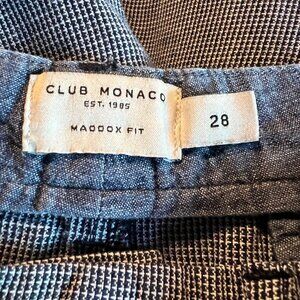 CLUB MONACO
EST. 1985
MADDOX FIT
28